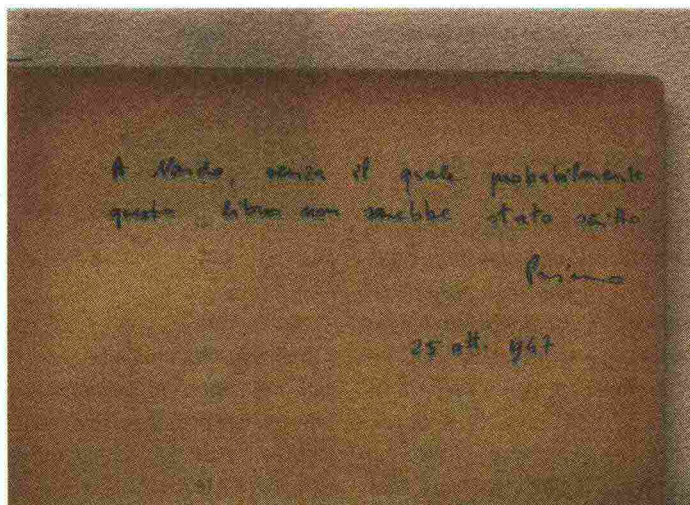 A Nardo, senza il quale probabilmente
questo libro non sarebbe stato scritto
Primo
25 ott. 1947